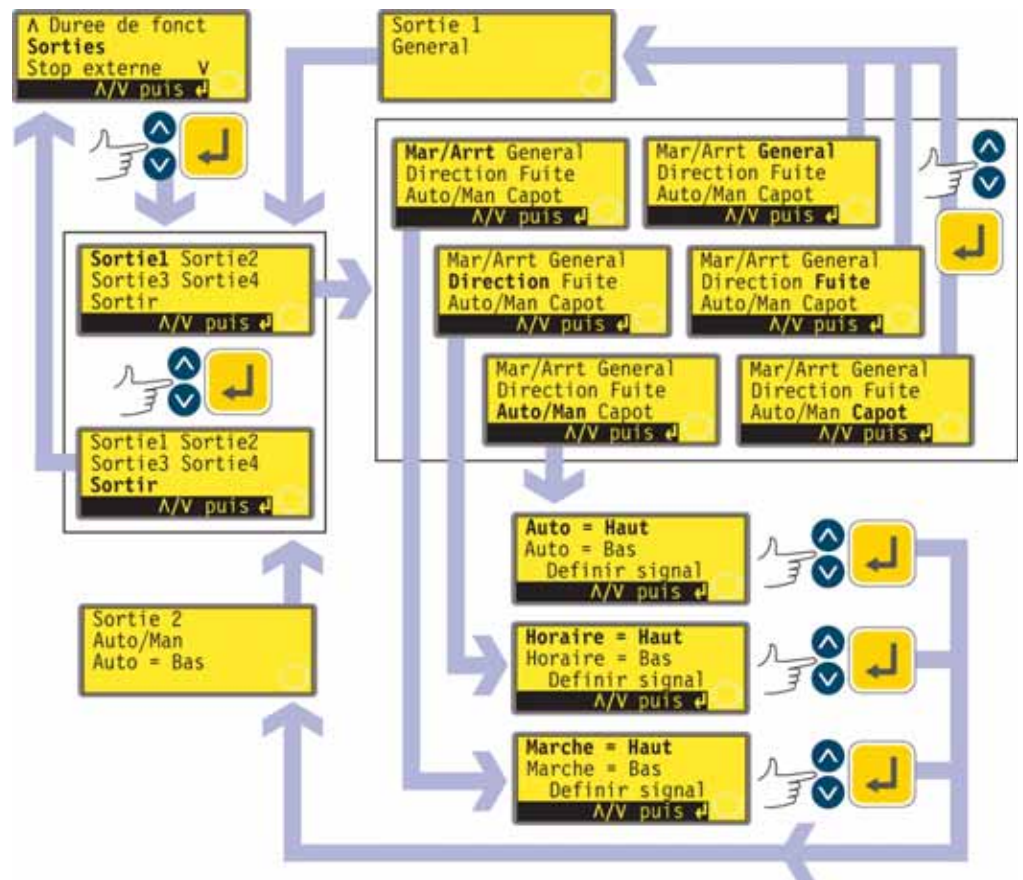 Λ Duree de fonct
Sorties
Stop externe V
Λ/V puis ↲
Sortie 1
General
Mar/Arrt General
Direction Fuite
Auto/Man Capot
Λ/V puis ↲
Mar/Arrt General
Direction Fuite
Auto/Man Capot
Λ/V puis ↲
Sortie1 Sortie2
Sortie3 Sortie4
Sortir
Λ/V puis ↲
Mar/Arrt General
Direction Fuite
Auto/Man Capot
Λ/V puis ↲
Mar/Arrt General
Direction Fuite
Auto/Man Capot
Λ/V puis ↲
Mar/Arrt General
Direction Fuite
Auto/Man Capot
Λ/V puis ↲
Mar/Arrt General
Direction Fuite
Auto/Man Capot
Λ/V puis ↲
Sortie1 Sortie2
Sortie3 Sortie4
Sortir
Λ/V puis ↲
Auto = Haut
Auto = Bas
Definir signal
Λ/V puis ↲
Sortie 2
Auto/Man
Auto = Bas
Horaire = Haut
Horaire = Bas
Definir signal
Λ/V puis ↲
Marche = Haut
Marche = Bas
Definir signal
Λ/V puis ↲